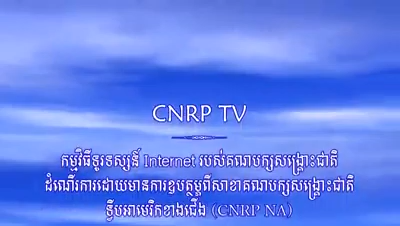 CNRP TV
កម្មវិធីទូរទស្សន៍ Internet របស់គណបក្សសង្គ្រោះជាតិ
ដំណើរការដោយមានការឧបត្ថម្ភពីសាខាគណបក្សសង្គ្រោះជាតិ
ទ្វីបអាមេរិកខាងជើង (CNRP NA)